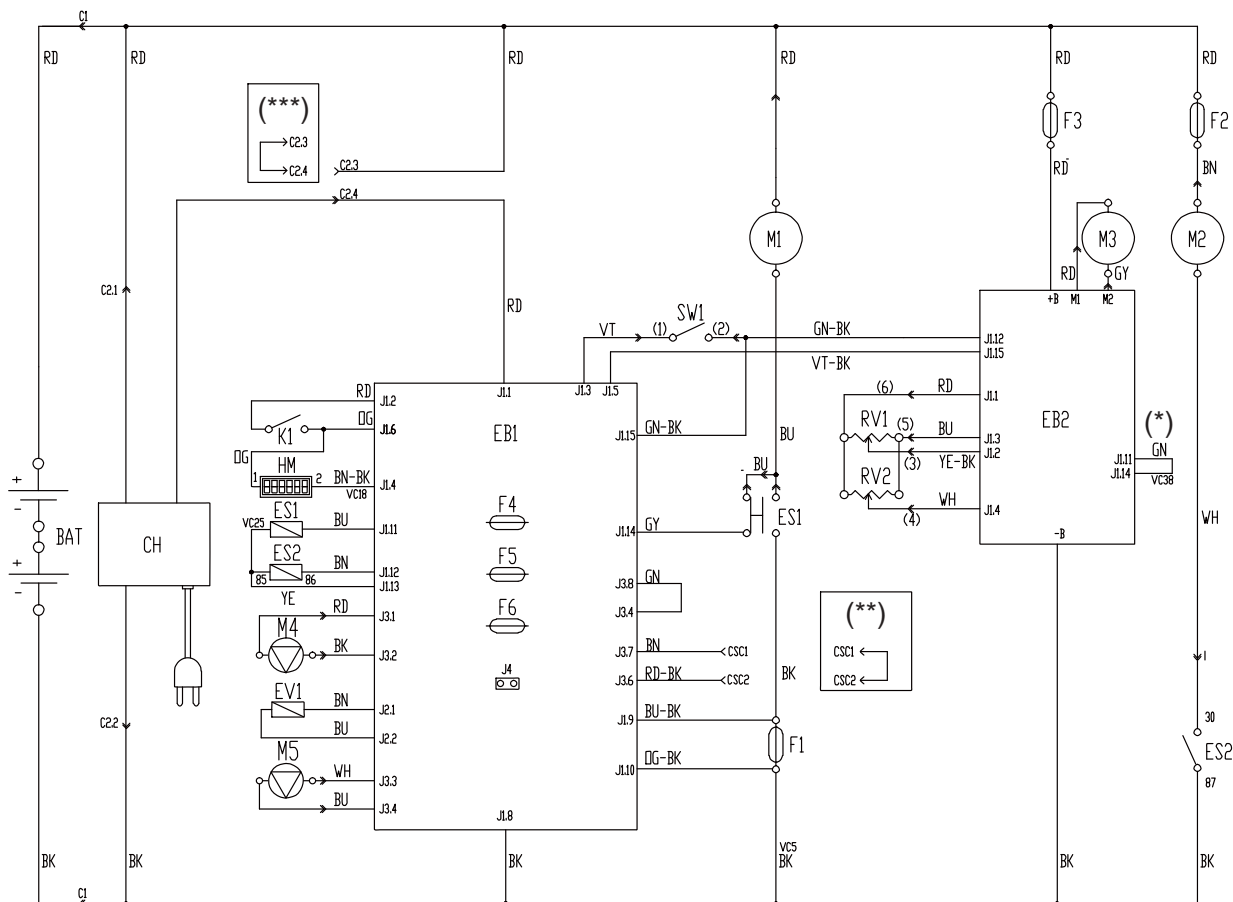 C1
RD
RD
RD
RD
RD
RD
(***)
C2.3
C2.4
C2.3
C2.4
F3
F2
RD
BN
M1
M3
M2
C2.1
RD
GY
+B
M1
M2
RD
SW1
VT
(1)
(2)
GN-BK
J1.12
J1.15
VT-BK
J1.1
J1.3
J1.5
RD
J1.2
K1
OG
J1.6
EB1
GN-BK
J1.15
BU
(6)
RD
J1.1
RV1
(5)
BU
J1.3
(3)
YE-BK
J1.2
RV2
(4)
WH
J1.4
EB2
(*)
GN
J1.11
J1.14
VC38
-B
OG
HM
1
2
BN-BK
VC18
J1.4
BU
-
ES1
VC25
BU
J1.11
F4
GY
J1.14
ES1
WH
+
-
BAT
+
-
CH
ES2
BN
J1.12
85
86
J1.13
YE
F5
GN
J3.8
J3.4
F6
RD
J3.1
M4
BK
J3.2
BN
J3.7
CSC1
RD-BK
J3.6
CSC2
(**)
CSC1
CSC2
J4
BK
1
EV1
BN
J2.1
BU
J2.2
C2.2
BU-BK
J1.9
F1
OG-BK
J1.10
30
ES2
87
M5
WH
J3.3
BU
J3.4
J1.8
VC5
BK
BK
BK
BK
BK
BK
C1